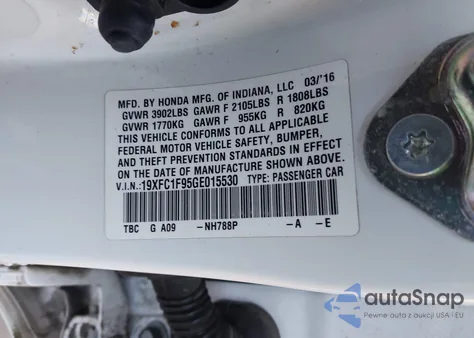 MFD. BY HONDA MFG. OF INDIANA, LLC 03/'16
GVWR 3902LBS GAWR F 2105LBS R 1808LBS
GVWR 1770KG GAWR F 955KG R 820KG
THIS VEHICLE CONFORMS TO ALL APPLICABLE
FEDERAL MOTOR VEHICLE SAFETY, BUMPER,
AND THEFT PREVENTION STANDARDS IN EFFECT
ON THE DATE OF MANUFACTURE SHOWN ABOVE.
V.I.N.:19XFC1F95GE015530 TYPE: PASSENGER CAR
TBC G A09 -NH788P -A -E
autoSnap
Pewne auta z aukcji USA i EU